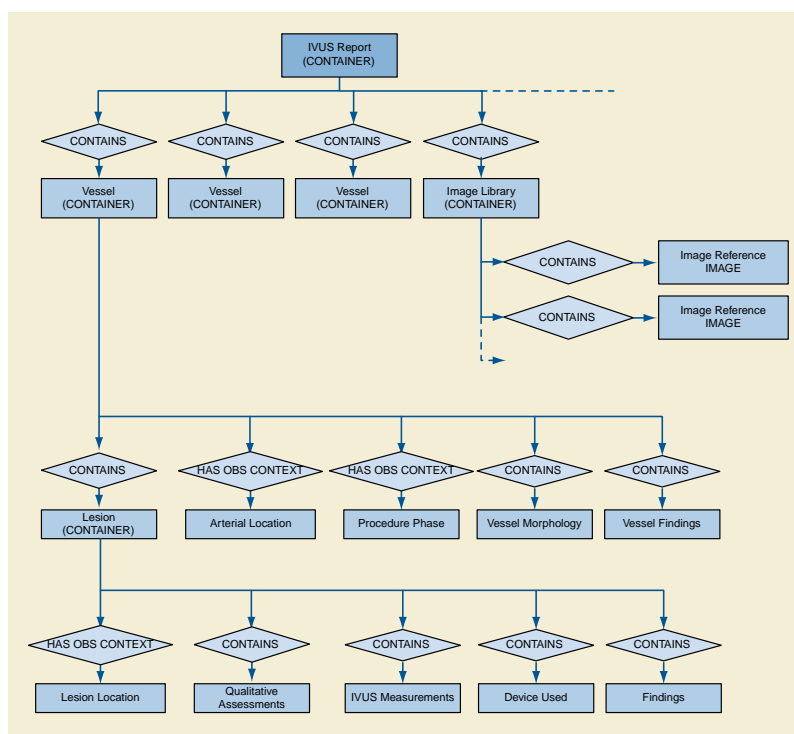 IVUS Report
(CONTAINER)
CONTAINS
CONTAINS
CONTAINS
CONTAINS
Vessel
(CONTAINER)
Vessel
(CONTAINER)
Vessel
(CONTAINER)
Image Library
(CONTAINER)
CONTAINS
Image Reference
IMAGE
CONTAINS
Image Reference
IMAGE
CONTAINS
HAS OBS CONTEXT
HAS OBS CONTEXT
CONTAINS
CONTAINS
Lesion
(CONTAINER)
Arterial Location
Procedure Phase
Vessel Morphology
Vessel Findings
HAS OBS CONTEXT
CONTAINS
CONTAINS
CONTAINS
CONTAINS
Lesion Location
Qualitative
Assessments
IVUS Measurements
Device Used
Findings